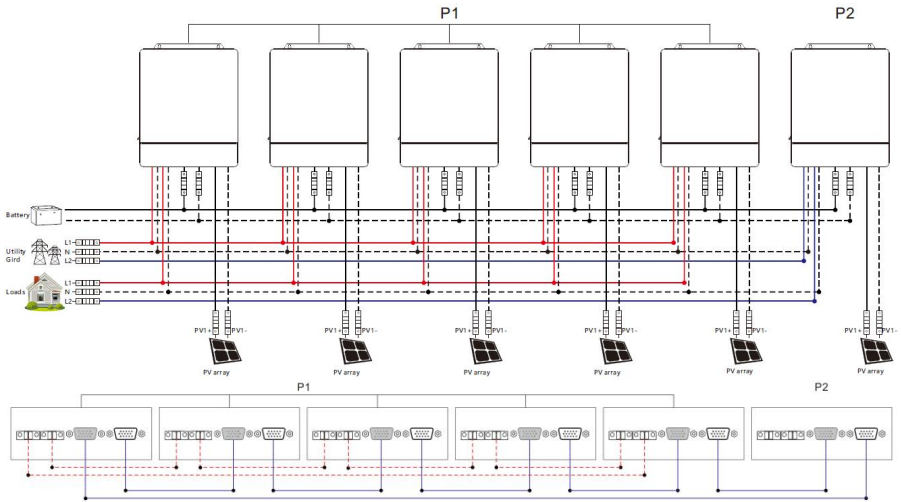 P1 P2
Battery
L1
Utility N
Gird L2
L1
Loads N
L2
PV1+ PV1- PV1+ PV1- PV1+ PV1- PV1+ PV1- PV1+ PV1- PV1+ PV1-
PV array PV array PV array PV array PV array PV array
P1 P2